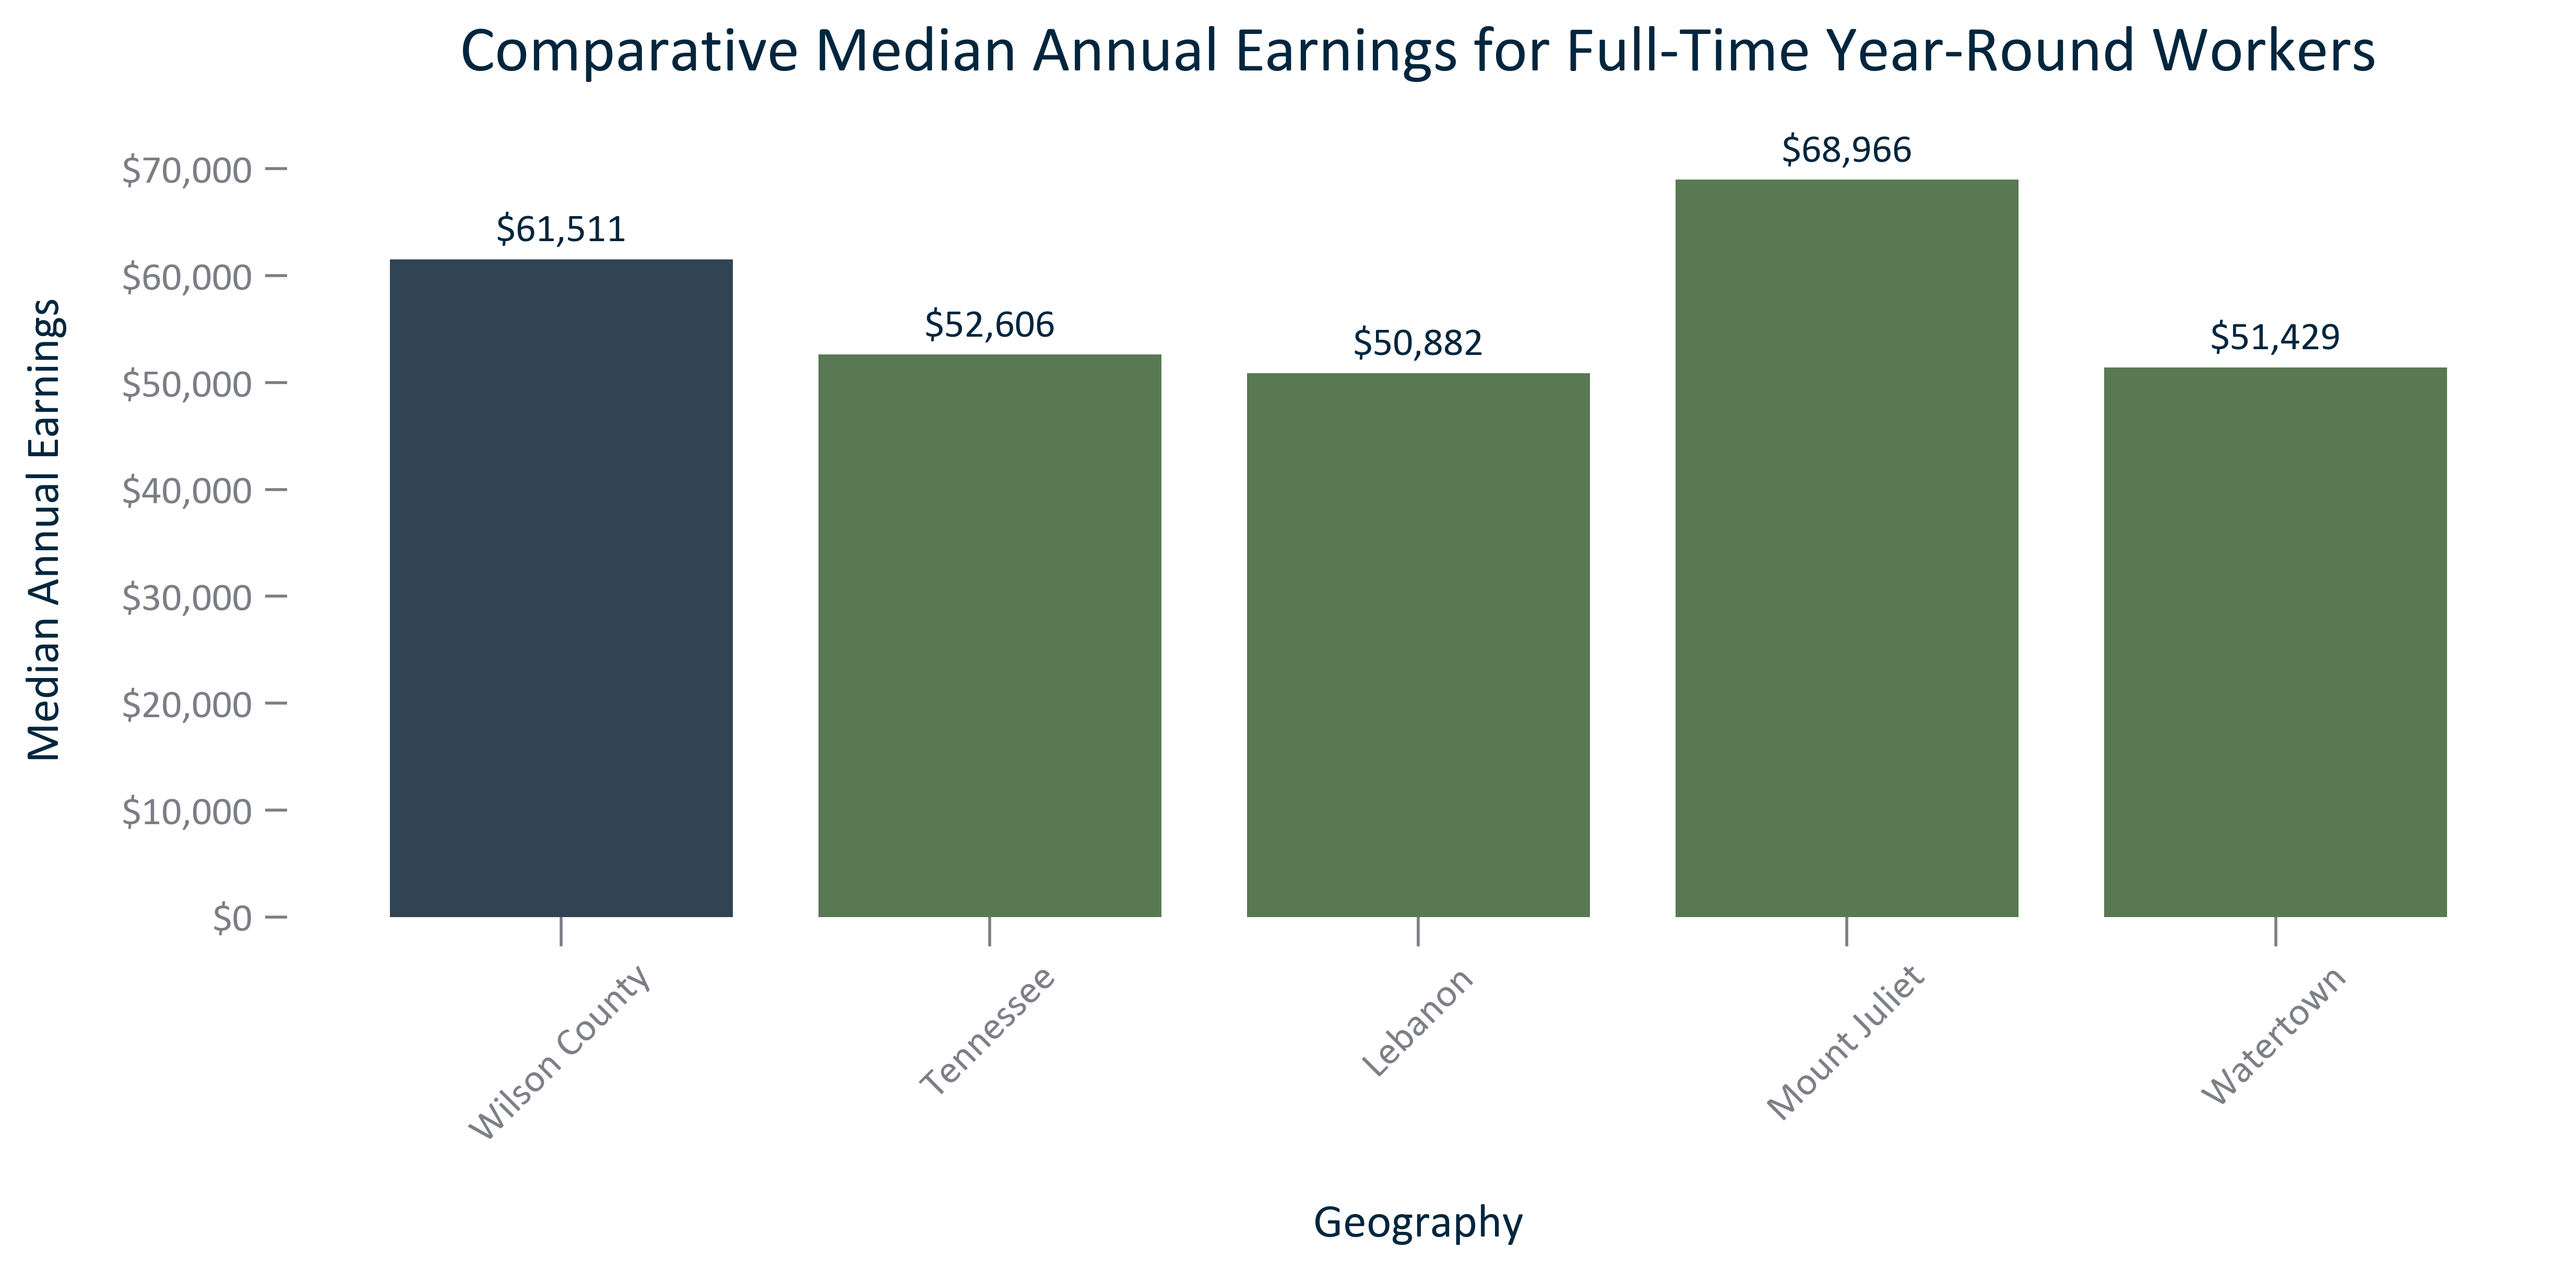 Comparative Median Annual Earnings for Full-Time Year-Round Workers
Median Annual Earnings
$70,000
$60,000
$50,000
$40,000
$30,000
$20,000
$10,000
$0
$61,511
$52,606
$50,882
$68,966
$51,429
Wilson County
Tennessee
Lebanon
Mount Juliet
Watertown
Geography